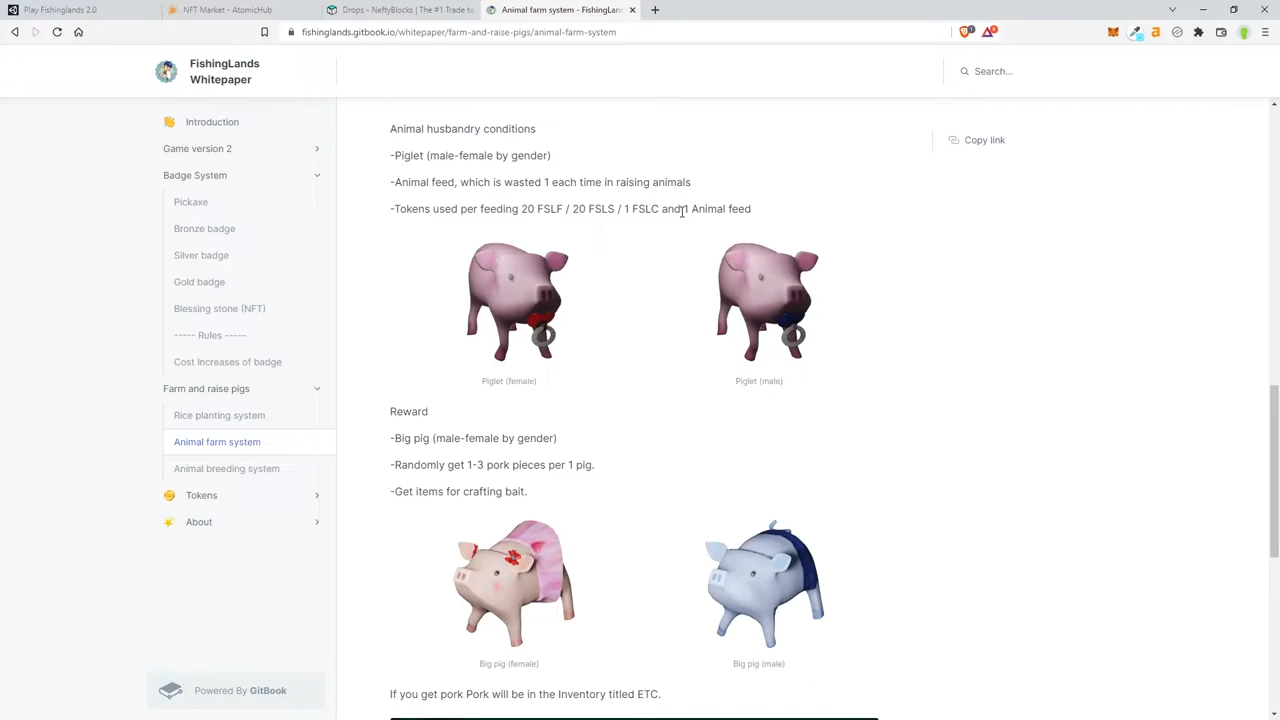 Play Fishinglands 2.0
NFT Market - AtomicHub
Drops - NeftyBlocks | The #1 Trade to
Animal farm system - FishingLan
fishinglands.gitbook.io/whitepaper/farm-and-raise-pigs/animal-farm-system
FishingLands
Whitepaper
Search...
Introduction
Game version 2
Badge System
Pickaxe
Bronze badge
Silver badge
Gold badge
Blessing stone (NFT)
----- Rules -----
Cost Increases of badge
Farm and raise pigs
Rice planting system
Animal farm system
Animal breeding system
Tokens
About
Powered By GitBook
Animal husbandry conditions
-Piglet (male-female by gender)
-Animal feed, which is wasted 1 each time in raising animals
-Tokens used per feeding 20 FSLF / 20 FSLS / 1 FSLC and 1 Animal feed
Piglet (female)
Piglet (male)
Reward
-Big pig (male-female by gender)
-Randomly get 1-3 pork pieces per 1 pig.
-Get items for crafting bait.
Big pig (female)
Big pig (male)
If you get pork Pork will be in the Inventory titled ETC.
Copy link